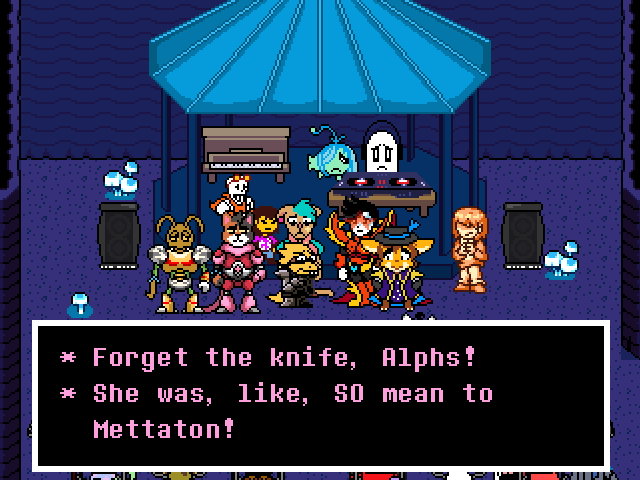 * Forget the knife, Alphs!
* She was, like, SO mean to
Mettaton!